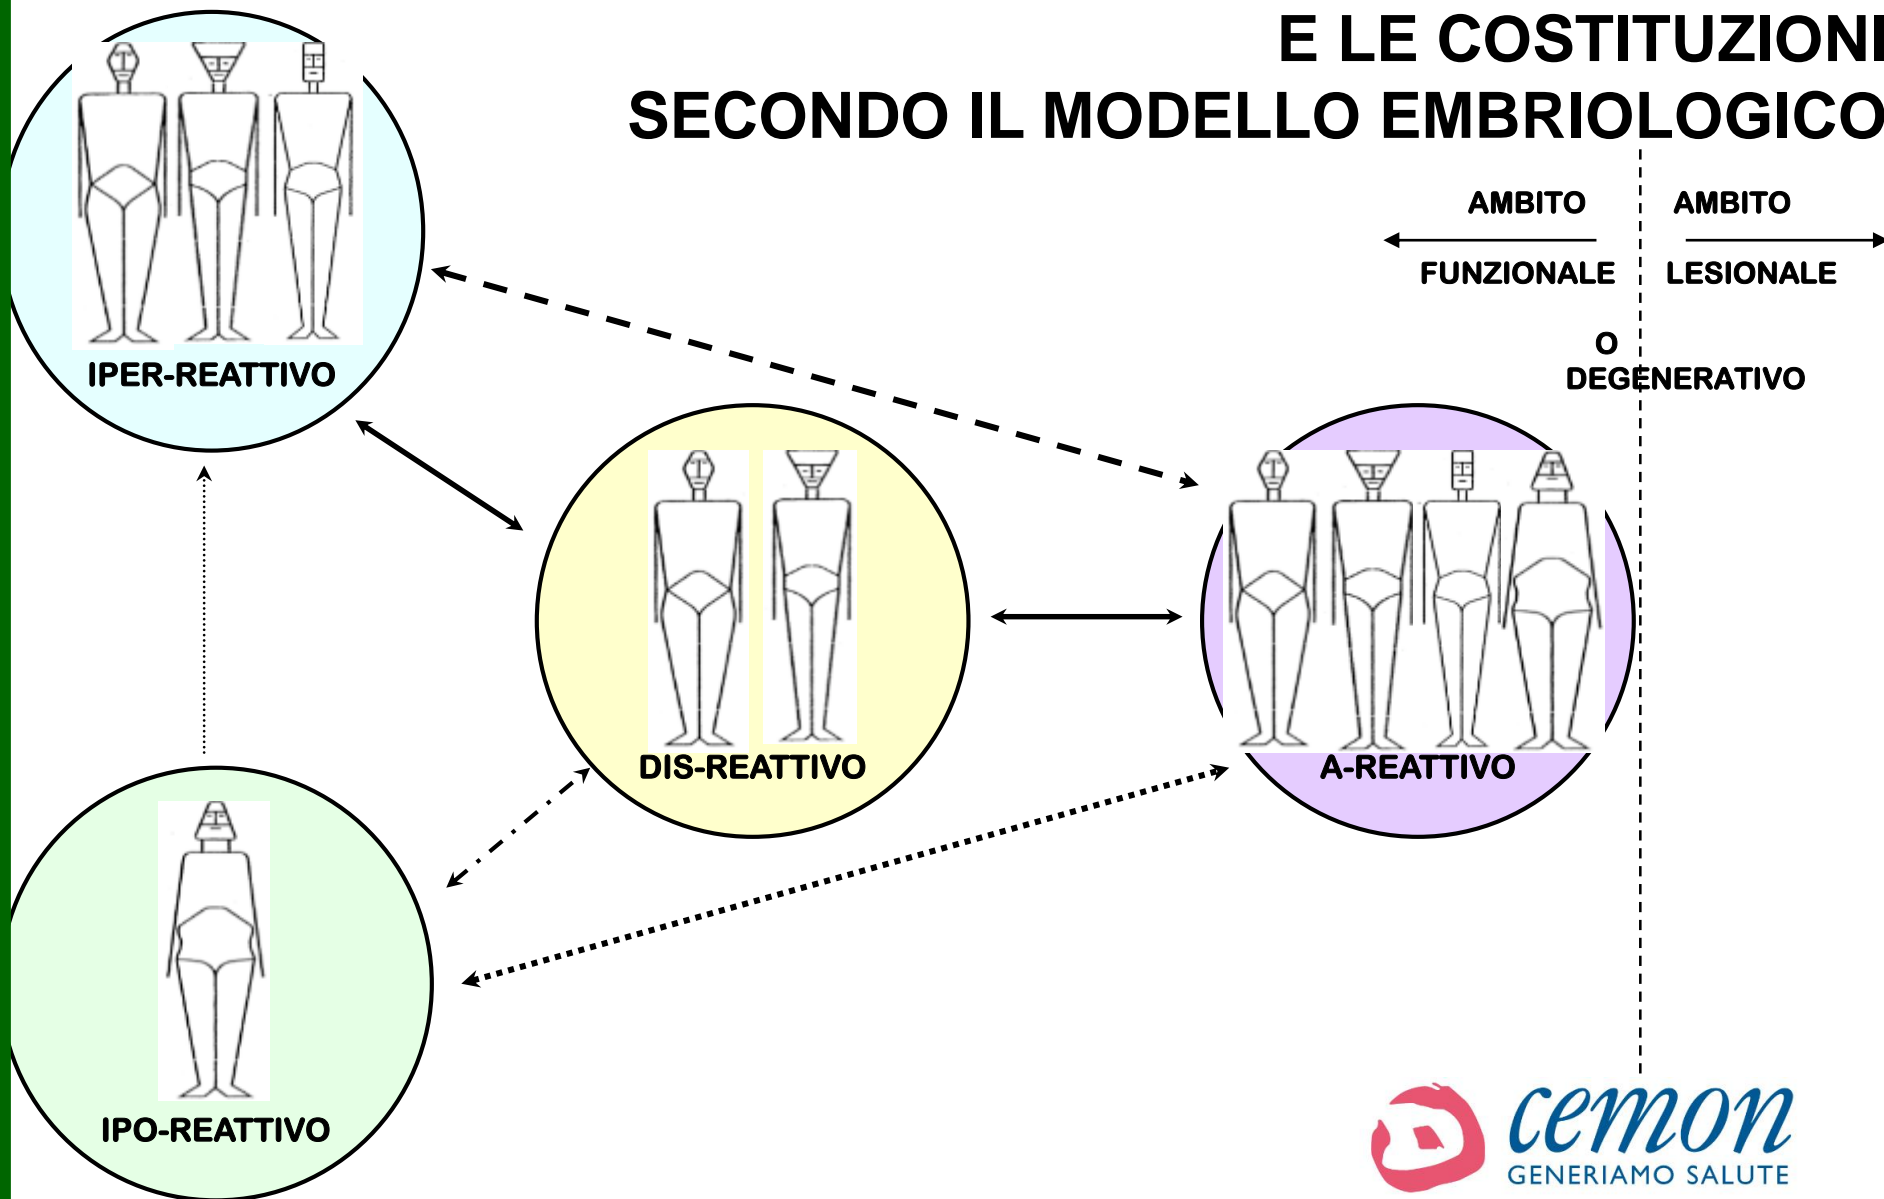 E LE COSTITUZIONI
SECONDO IL MODELLO EMBRIOLOGICO
AMBITO
FUNZIONALE
AMBITO
LESIONALE
O
DEGENERATIVO
IPER-REATTIVO
DIS-REATTIVO
A-REATTIVO
IPO-REATTIVO
cemon
GENERIAMO SALUTE